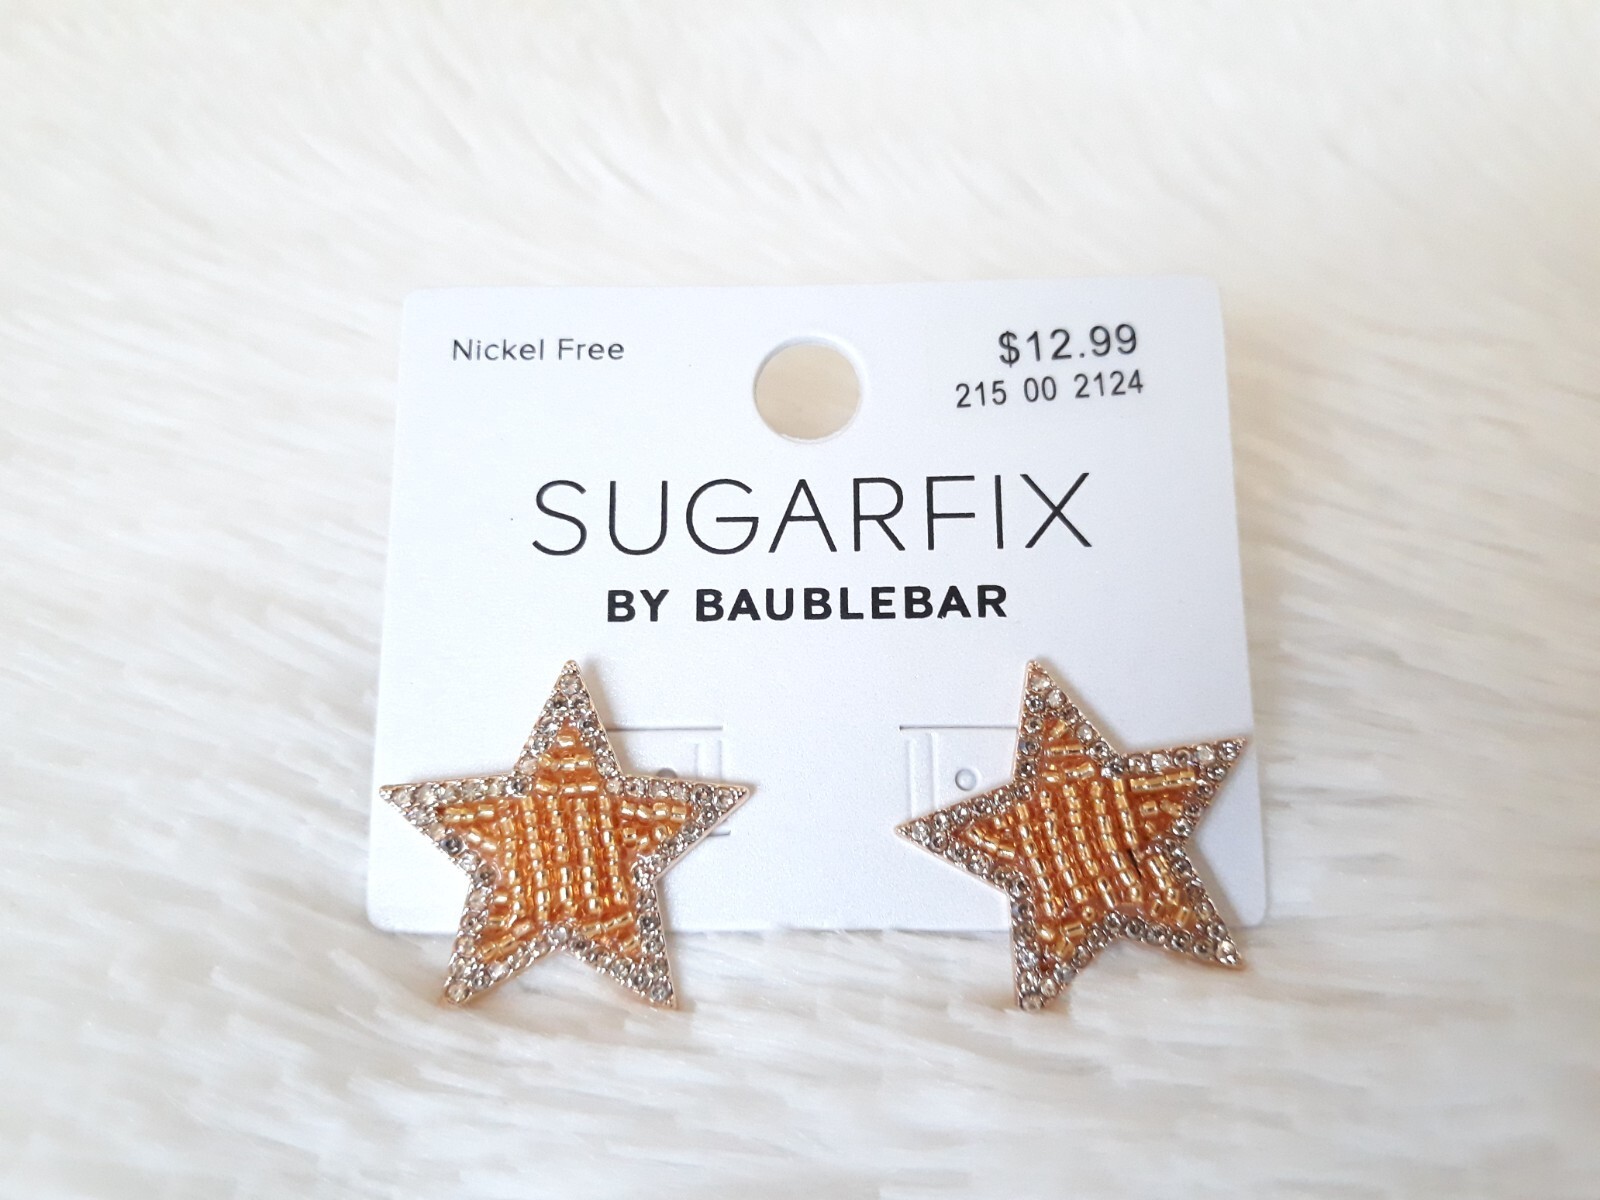 Nickel Free
$12.99
215 00 2124
SUGARFIX
BY BAUBLEBAR